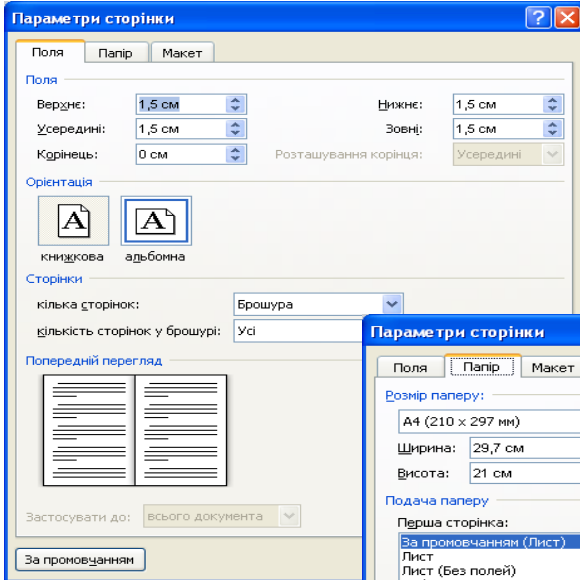 Параметри сторінки
Поля Папір Макет
Поля
Верхнє: 1,5 см Нижнє: 1,5 см
Усередині: 1,5 см Зовні: 1,5 см
Корінець: 0 см Розташування корінця: Усередині
Орієнтація
книжкова альбомна
Сторінки
кілька сторінок: Брошура
кількість сторінок у брошурі: Усі
Попередній перегляд
Застосувати до: всього документа
За промовчанням
Параметри сторінки
Поля Папір Макет
Розмір паперу:
A4 (210 x 297 мм)
Ширина: 29,7 см
Висота: 21 см
Подача паперу
Перша сторінка:
За промовчанням (Лист)
Лист
Лист (Без полей)